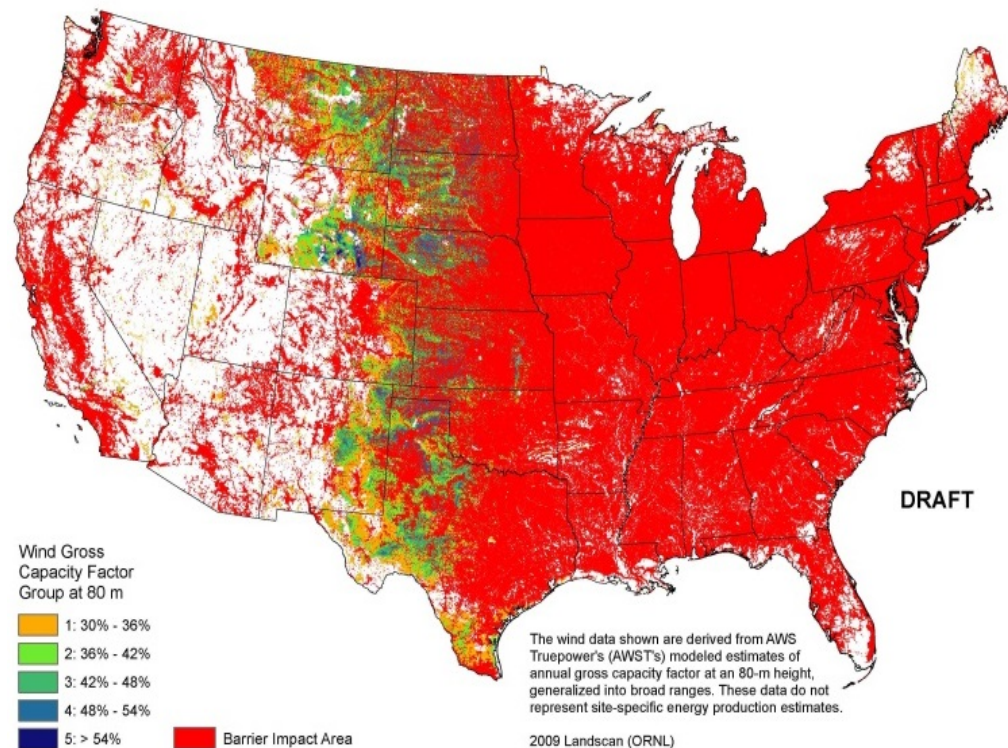 DRAFT
Wind Gross
Capacity Factor
Group at 80 m
1: 30% - 36%
2: 36% - 42%
3: 42% - 48%
4: 48% - 54%
5: > 54%
Barrier Impact Area
The wind data shown are derived from AWS
Truepower's (AWST's) modeled estimates of
annual gross capacity factor at an 80-m height,
generalized into broad ranges. These data do not
represent site-specific energy production estimates.
2009 Landscan (ORNL)